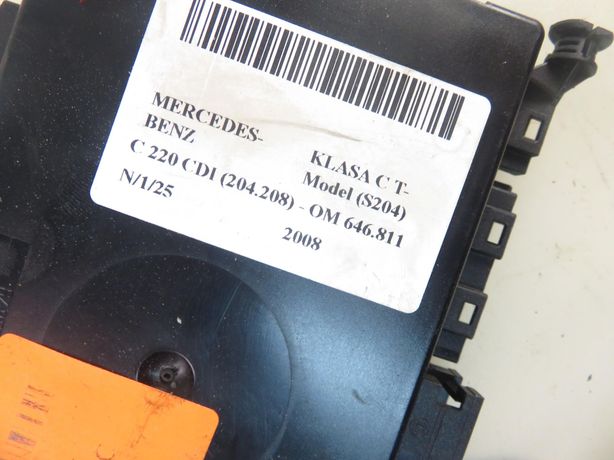 MERCEDES-
BENZ
KLASA C T-
Model (S204)
C 220 CDI (204.208) - OM 646.811
N/1/25
2008